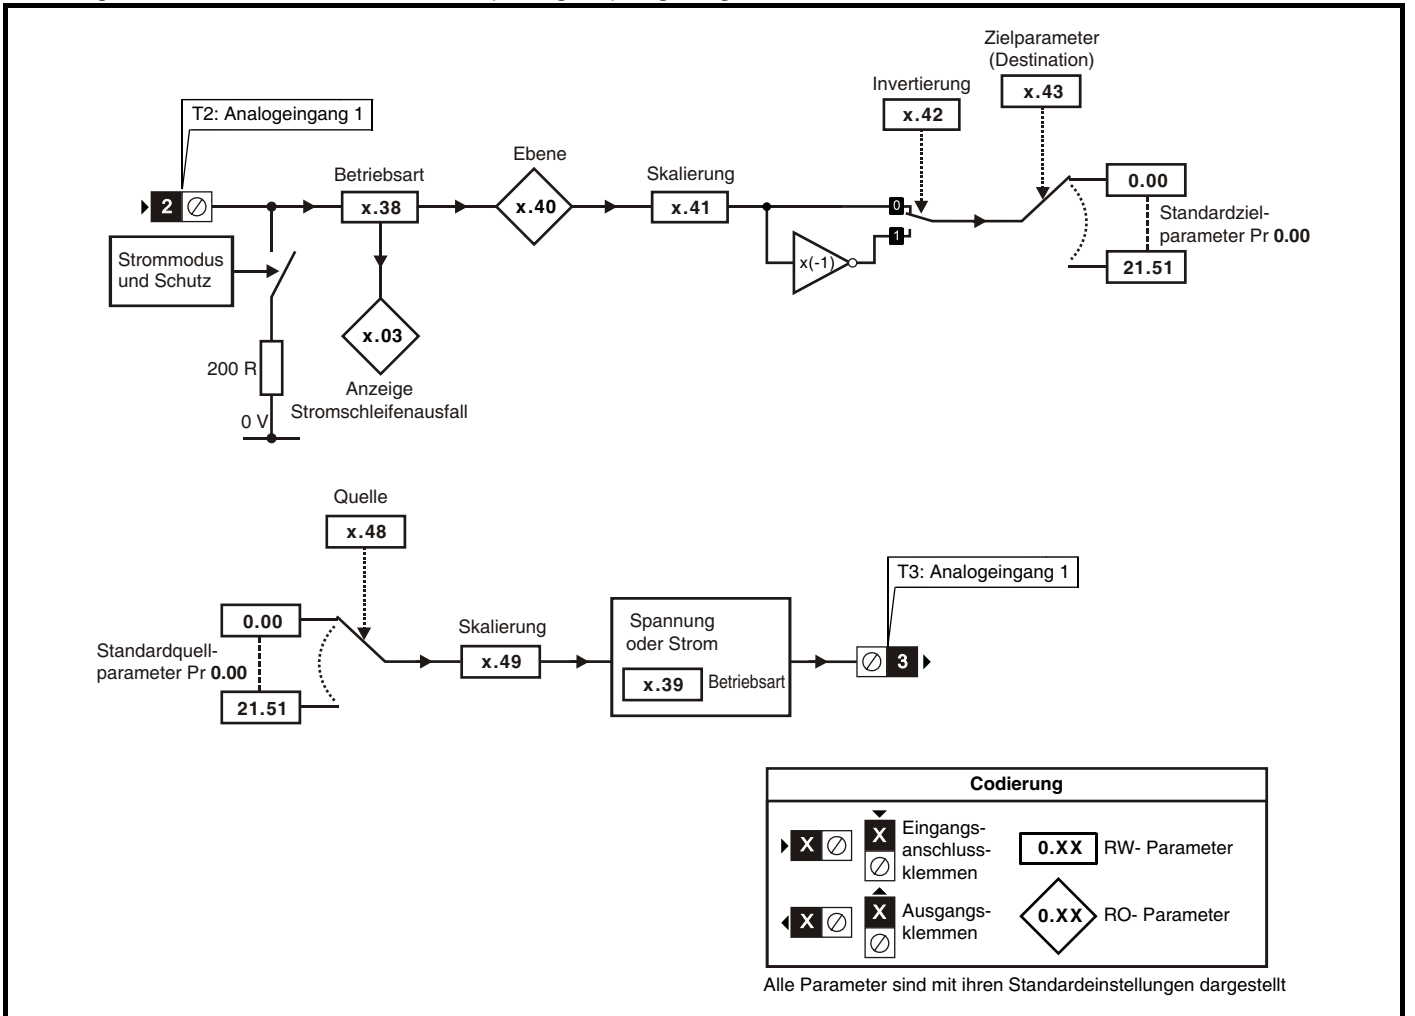 Zielparameter
(Destination)
x.43
Invertierung
x.42
T2: Analogeingang 1
Ebene
Betriebsart
Skalierung
2
x.38
x.40
x.41
0
1
x(-1)
0.00
Standardziel-
parameter Pr 0.00
21.51
Strommodus
und Schutz
x.03
200 R
Anzeige
Stromschleifenausfall
0 V
Quelle
x.48
T3: Analogeingang 1
0.00
Standardquell-
parameter Pr 0.00
21.51
Skalierung
x.49
Spannung
oder Strom
x.39
Betriebsart
3
Codierung
X
X
Eingangs-
anschluss-
klemmen
0.XX
RW- Parameter
X
X
Ausgangs-
klemmen
0.XX
RO- Parameter
Alle Parameter sind mit ihren Standardeinstellungen dargestellt